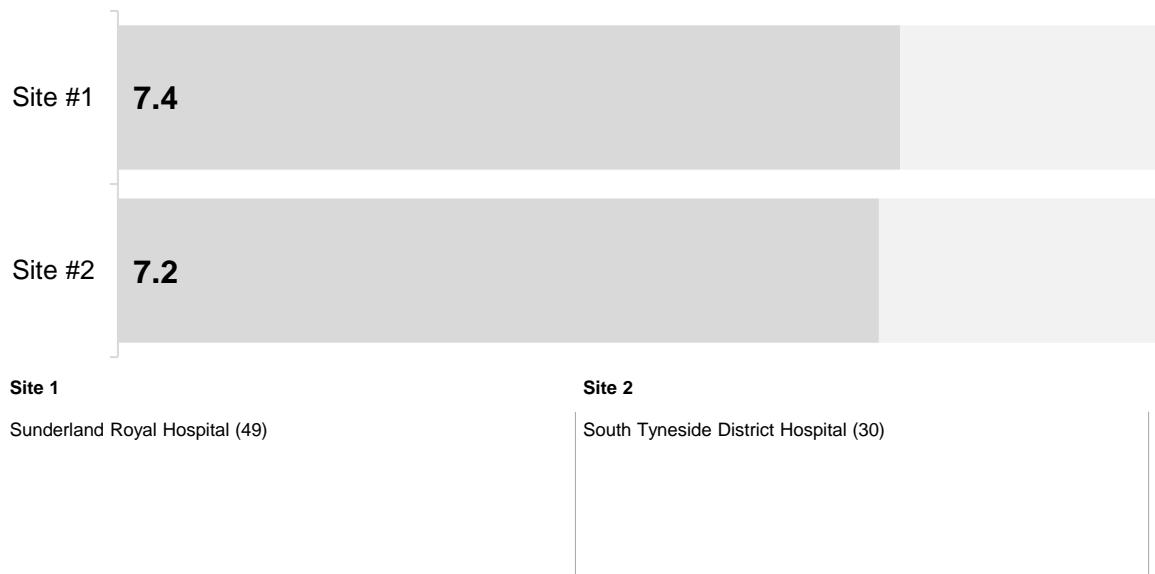 Site #1
7.4
Site #2
7.2
Site 1
Sunderland Royal Hospital (49)
Site 2
South Tyneside District Hospital (30)